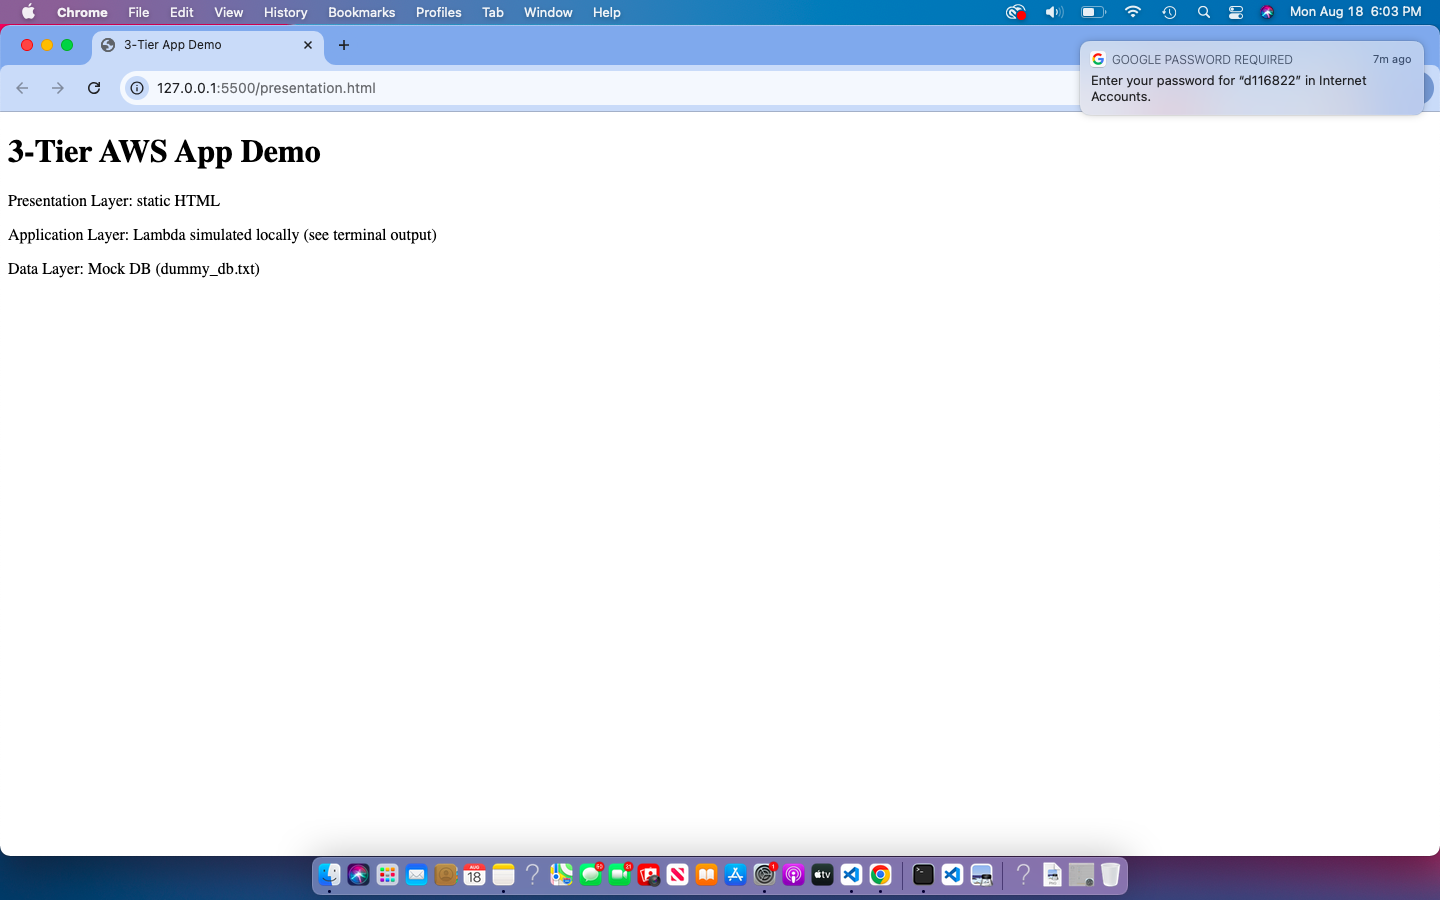 Chrome File Edit View History Bookmarks Profiles Tab Window Help Mon Aug 18 6:03 PM
3-Tier App Demo
127.0.0.1:5500/presentation.html
GOOGLE PASSWORD REQUIRED 7m ago
Enter your password for “d116822” in Internet
Accounts.
3-Tier AWS App Demo
Presentation Layer: static HTML
Application Layer: Lambda simulated locally (see terminal output)
Data Layer: Mock DB (dummy_db.txt)
AUG
18
tv